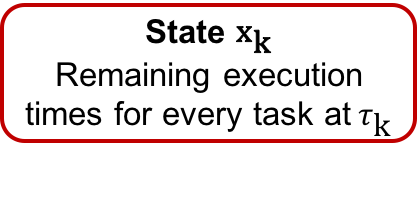 State xₖ
Remaining execution
times for every task at τₖ